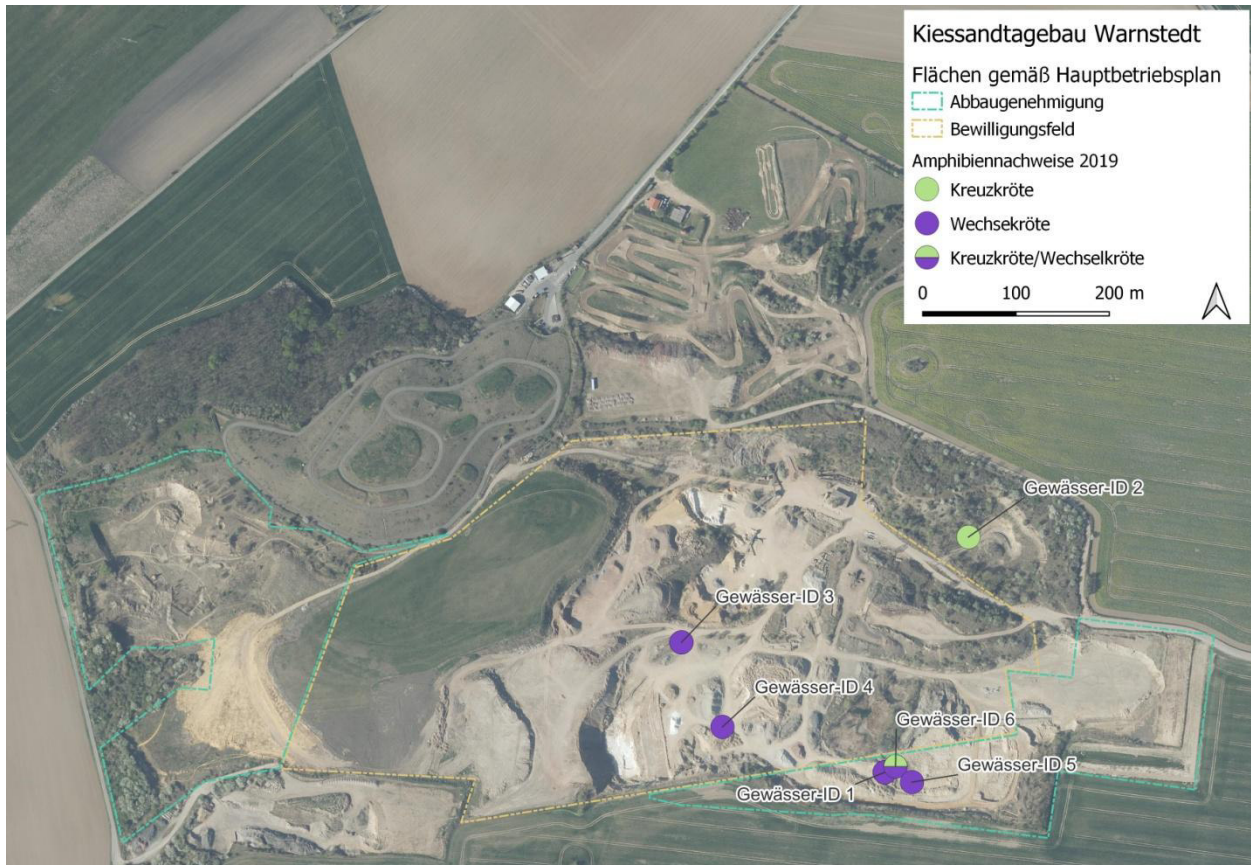 Kiessandtagebau Warnstedt
Flächen gemäß Hauptbetriebsplan
Abbaugenehmigung
Bewilligungsfeld
Amphibiennachweise 2019
Kreuzkröte
Wechsekröte
Kreuzkröte/Wechselkröte
0 100 200 m
Gewässer-ID 2
Gewässer-ID 3
Gewässer-ID 4
Gewässer-ID 6
Gewässer-ID 5
Gewässer-ID 1